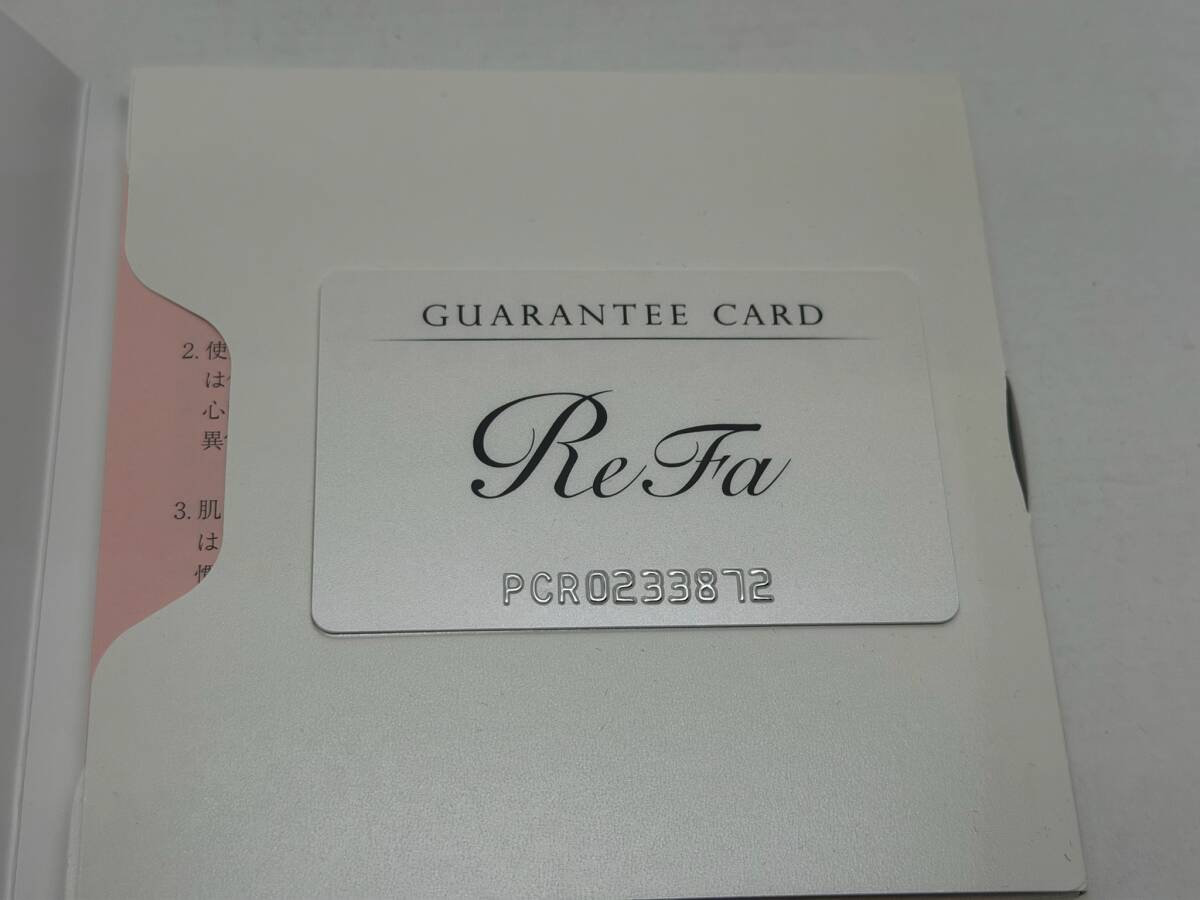 GUARANTEE CARD
ReFa
PCR0233872
2. 使
は
心
異
3. 肌
は